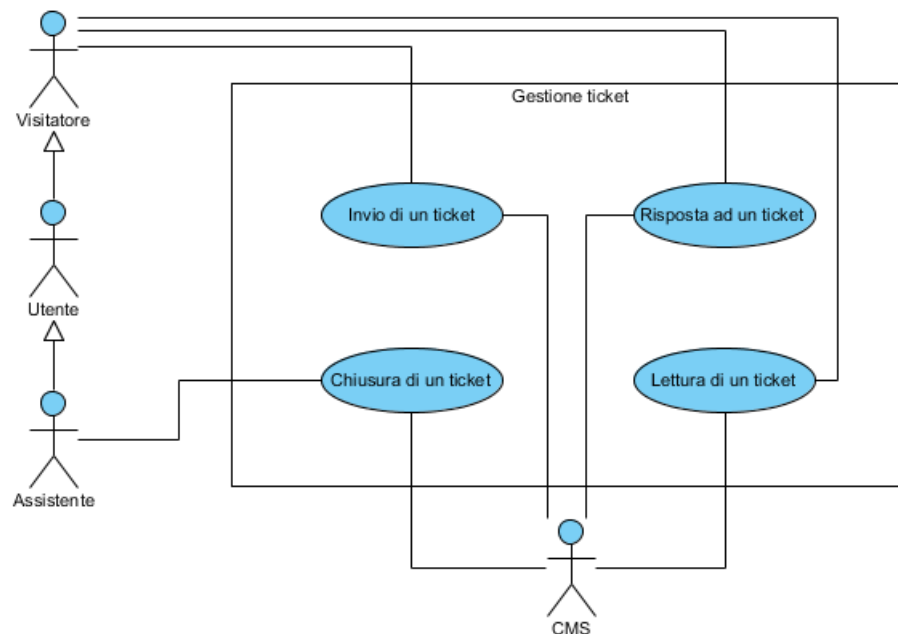 Visitatore
Gestione ticket
Invio di un ticket
Risposta ad un ticket
Utente
Chiusura di un ticket
Lettura di un ticket
Assistente
CMS